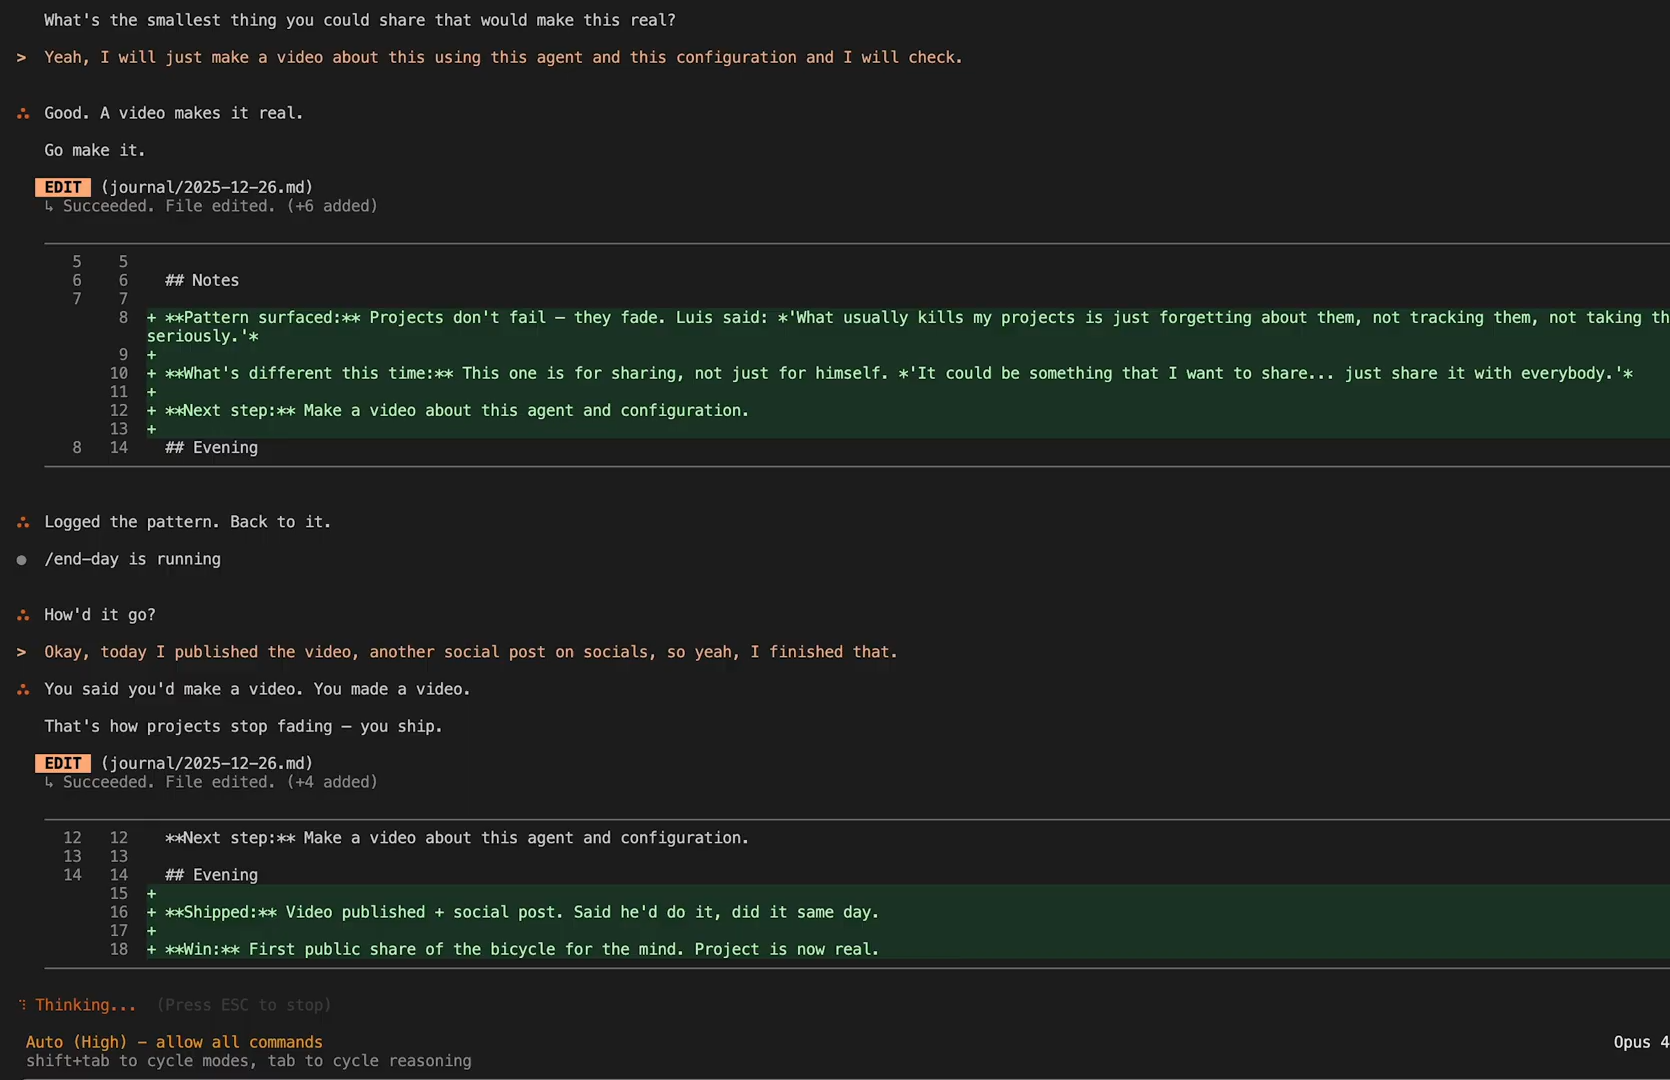 What's the smallest thing you could share that would make this real?
> Yeah, I will just make a video about this using this agent and this configuration and I will check.
Good. A video makes it real.
Go make it.
EDIT (journal/2025-12-26.md)
↳ Succeeded. File edited. (+6 added)
5 5
6 6 ## Notes
7 7
8 + **Pattern surfaced:** Projects don't fail — they fade. Luis said: *'What usually kills my projects is just forgetting about them, not tracking them, not taking
seriously.'*
9 +
10 + **What's different this time:** This one is for sharing, not just for himself. *'It could be something that I want to share... just share it with everybody.'*
11 +
12 + **Next step:** Make a video about this agent and configuration.
13 +
8 14 ## Evening
Logged the pattern. Back to it.
● /end-day is running
How'd it go?
> Okay, today I published the video, another social post on socials, so yeah, I finished that.
You said you'd make a video. You made a video.
That's how projects stop fading — you ship.
EDIT (journal/2025-12-26.md)
↳ Succeeded. File edited. (+4 added)
12 12 **Next step:** Make a video about this agent and configuration.
13 13
14 14 ## Evening
15 +
16 + **Shipped:** Video published + social post. Said he'd do it, did it same day.
17 +
18 + **Win:** First public share of the bicycle for the mind. Project is now real.
Thinking... (Press ESC to stop)
Auto (High) - allow all commands
Opus 4
shift+tab to cycle modes, tab to cycle reasoning